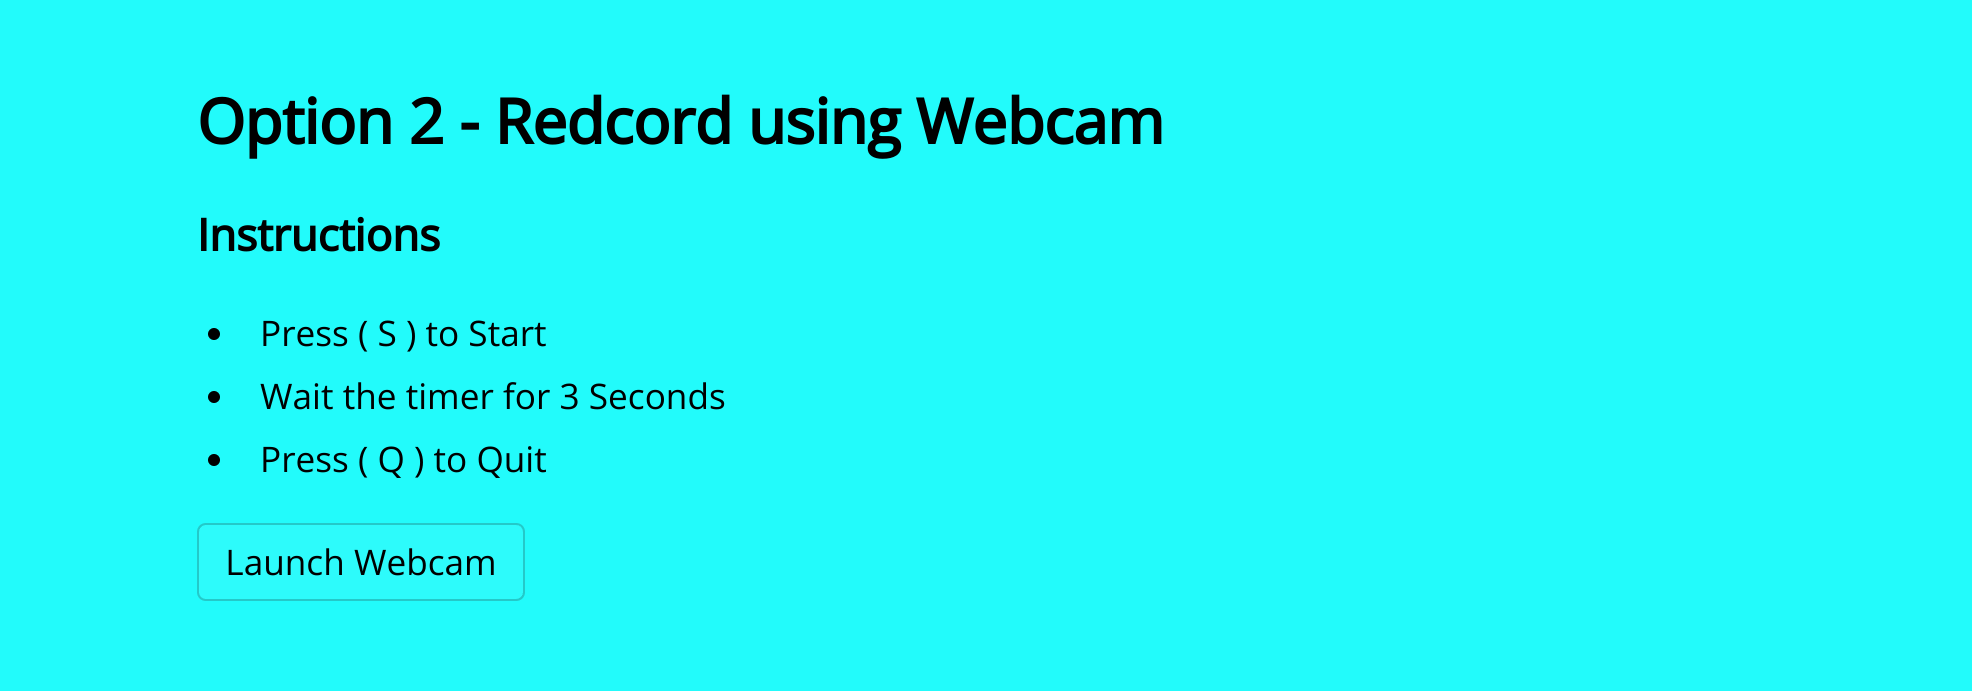 Option 2 - Redcord using Webcam
Instructions
• Press ( S ) to Start
• Wait the timer for 3 Seconds
• Press ( Q ) to Quit
Launch Webcam